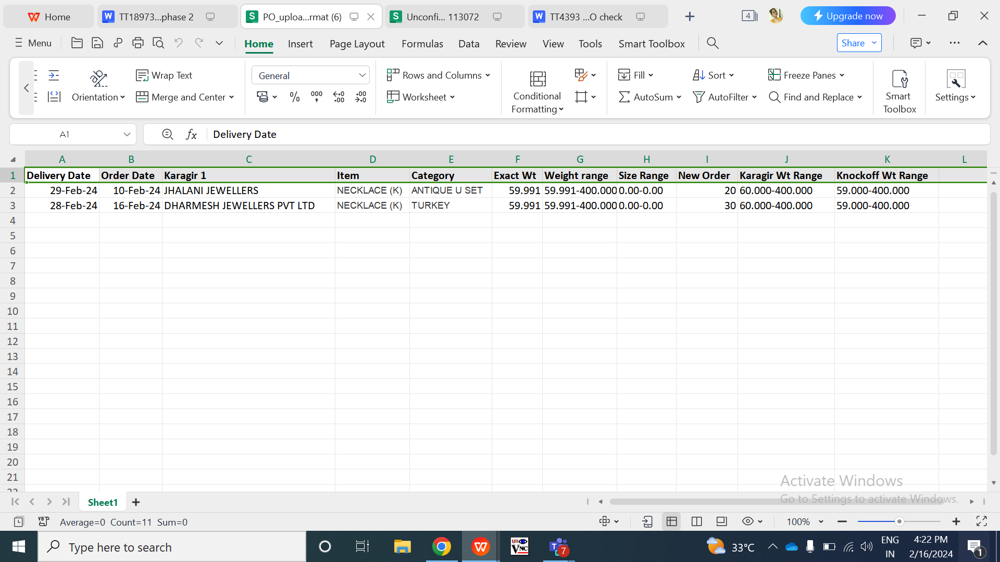 Home
TT18973...phase 2
PO_uploa...rmat (6)
Unconfi... 113072
TT4393 ...O check
4
Upgrade now
Menu
Home
Insert
Page Layout
Formulas
Data
Review
View
Tools
Smart Toolbox
Share
Orientation
Wrap Text
Merge and Center
General
Rows and Columns
Worksheet
Conditional Formatting
Fill
AutoSum
Sort
AutoFilter
Freeze Panes
Find and Replace
Smart Toolbox
Settings
A1
fx
Delivery Date
A B C D E F G H I J K L
1 Delivery Date Order Date Karagir 1 Item Category Exact Wt Weight range Size Range New Order Karagir Wt Range Knockoff Wt Range
2 29-Feb-24 10-Feb-24 JHALANI JEWELLERS NECKLACE (K) ANTIQUE U SET 59.991 59.991-400.000 0.00-0.00 20 60.000-400.000 59.000-400.000
3 28-Feb-24 16-Feb-24 DHARMESH JEWELLERS PVT LTD NECKLACE (K) TURKEY 59.991 59.991-400.000 0.00-0.00 30 60.000-400.000 59.000-400.000
4
5
6
7
8
9
10
11
12
13
14
15
16
17
18
19
20
21
22
Activate Windows
Go to Settings to activate Windows.
Sheet1
Average=0 Count=11 Sum=0
100%
Type here to search
VNC
7
33°C
ENG
IN
4:22 PM
2/16/2024
1